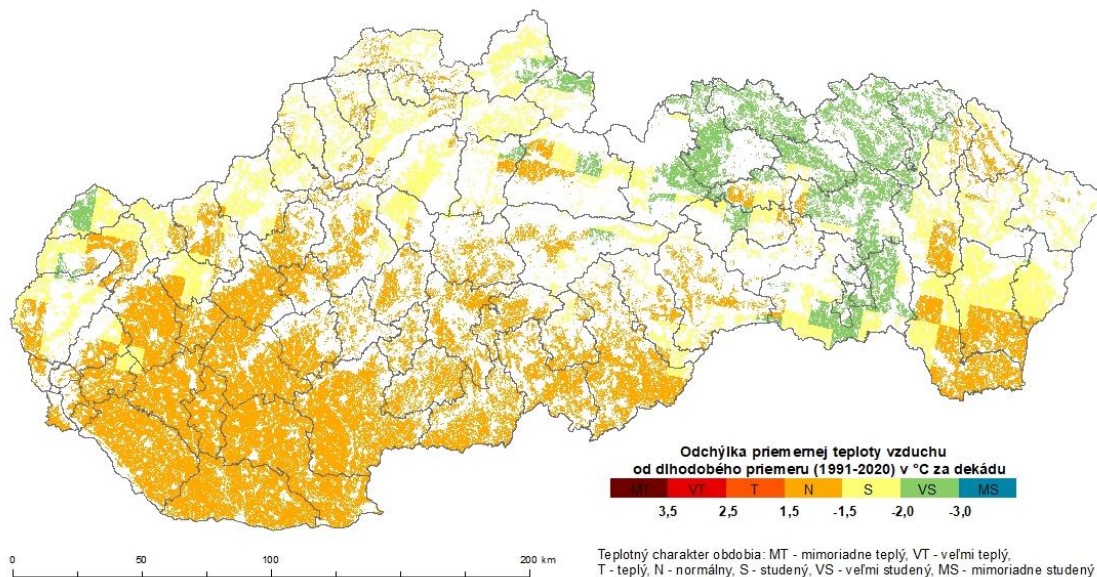 Odchýlka priemernej teploty vzduchu
od dlhodobého priemeru (1991-2020) v °C za dekádu
MT VT T N S VS MS
3,5 2,5 1,5 -1,5 -2,0 -3,0
0 50 100 200 km
Teplotný charakter obdobia: MT - mimoriadne teplý, VT - veľmi teplý,
T - teplý, N - normálny, S - studený, VS - veľmi studený, MS - mimoriadne studený